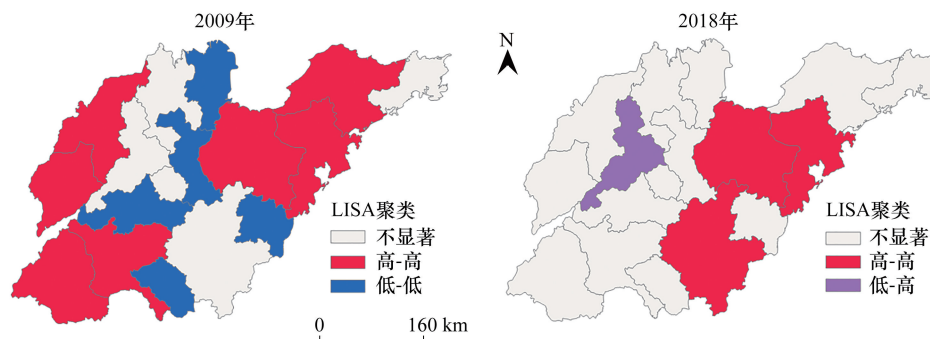 2009年
N
2018年
LISA聚类
不显著
高-高
低-低
LISA聚类
不显著
高-高
低-高
0
160 km